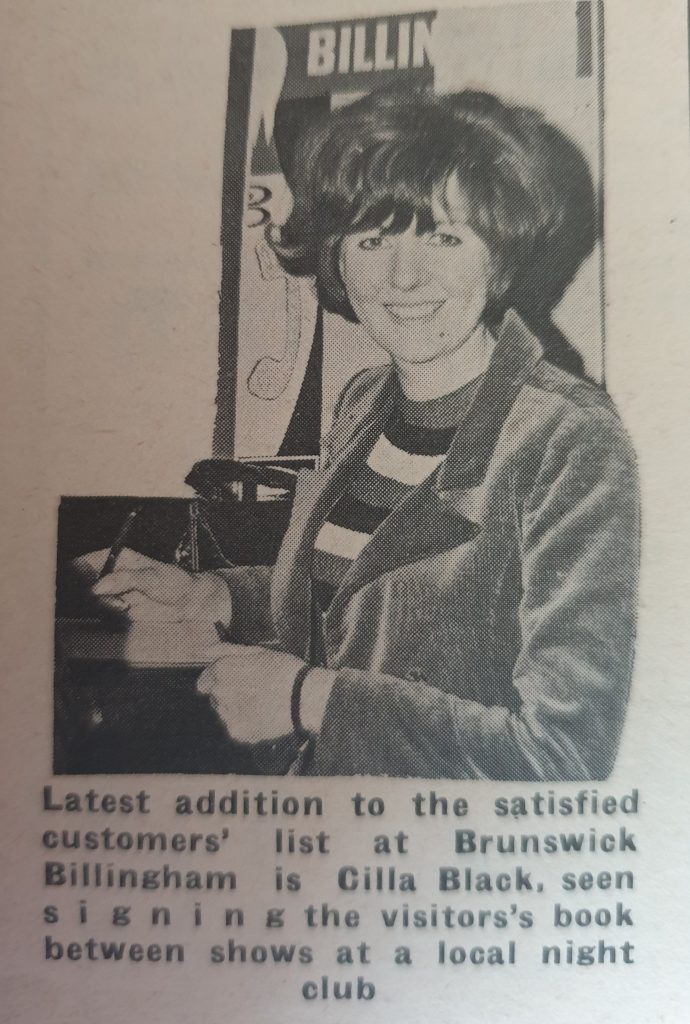 BILLIN
B
Latest addition to the satisfied
customers' list at Brunswick
Billingham is Cilla Black, seen
s i g n i n g the visitors's book
between shows at a local night
club